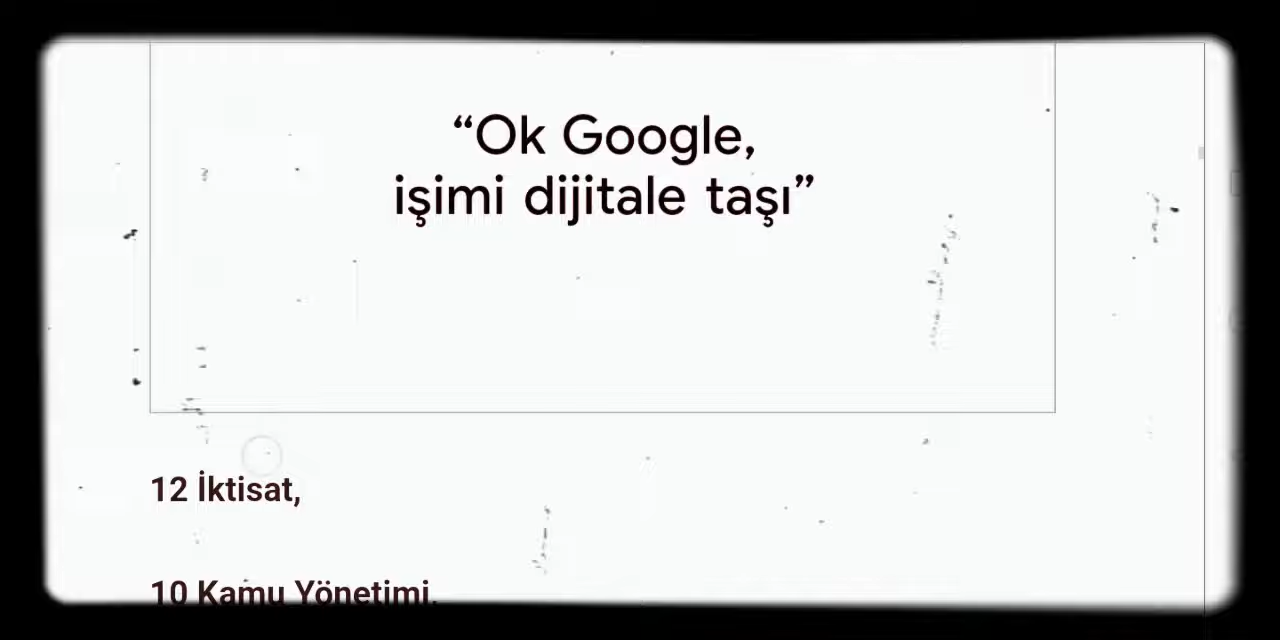 “Ok Google,
işimi dijitale taşı”
12 İktisat,
10 Kamu Yönetimi.